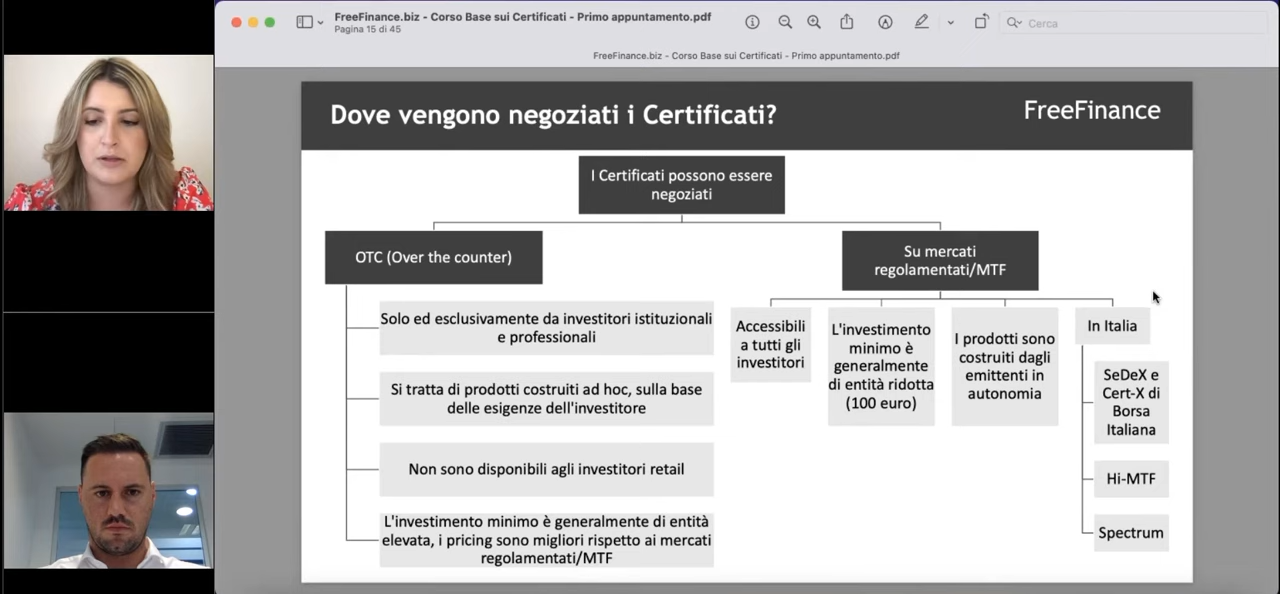 FreeFinance.biz - Corso Base sui Certificati - Primo appuntamento.pdf
Pagina 15 di 45
Cerca
FreeFinance.biz - Corso Base sui Certificati - Primo appuntamento.pdf
Dove vengono negoziati i Certificati?
FreeFinance
I Certificati possono essere
negoziati
OTC (Over the counter)
Solo ed esclusivamente da investitori istituzionali
e professionali
Si tratta di prodotti costruiti ad hoc, sulla base
delle esigenze dell'investitore
Non sono disponibili agli investitori retail
L'investimento minimo è generalmente di entità
elevata, i pricing sono migliori rispetto ai mercati
regolamentati/MTF
Su mercati
regolamentati/MTF
Accessibili
a tutti gli
investitori
L'investimento
minimo è
generalmente
di entità ridotta
(100 euro)
I prodotti sono
costruiti dagli
emittenti in
autonomia
In Italia
SeDeX e
Cert-X di
Borsa
Italiana
Hi-MTF
Spectrum